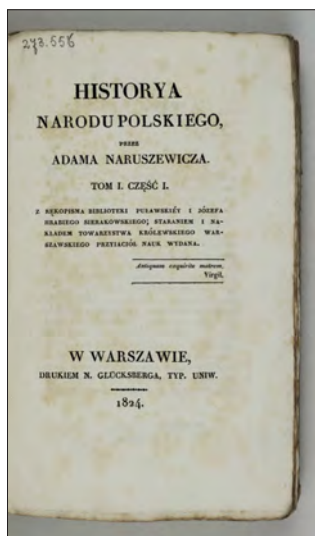 273.556
HISTORYA
NARODU POLSKIEGO,
PRZEZ
ADAMA NARUSZEWICZA.
TOM I. CZĘŚĆ I.
Z RĘKOPISMA BIBLIOTEKI PUŁAWSKIÉY I JÓZEFA
HRABIEGO SIERAKOWSKIEGO; STARANIEM I NA-
KŁADEM TOWARZYSTWA KRÓLEWSKIEGO WAR-
SZAWSKIEGO PRZYIACIÓŁ NAUK WYDANA.
Antiquam exquirite matrem.
Virgil.
W WARSZAWIE,
DRUKIEM N. GLÜCKSBERGA, TYP. UNIW.
1824.